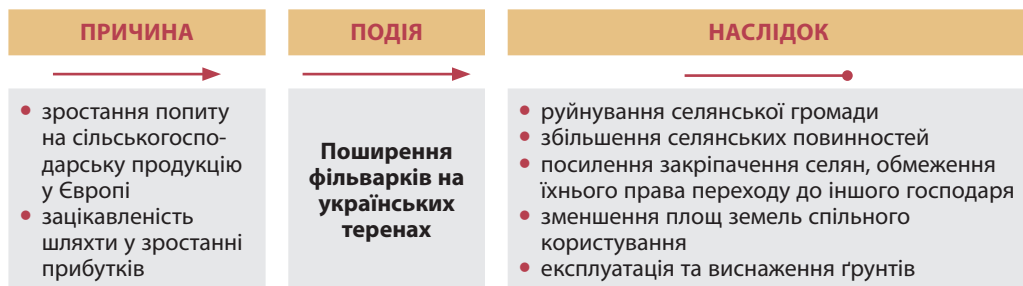 ПРИЧИНА
зростання попиту
на сільськогоспо-
дарську продукцію
у Європі
зацікавленість
шляхти у зростанні
прибутків
ПОДІЯ
Поширення
фільварків на
українських
теренах
НАСЛІДОК
руйнування селянської громади
збільшення селянських повинностей
посилення закріпачення селян, обмеження
їхнього права переходу до іншого господаря
зменшення площ земель спільного
користування
експлуатація та виснаження ґрунтів